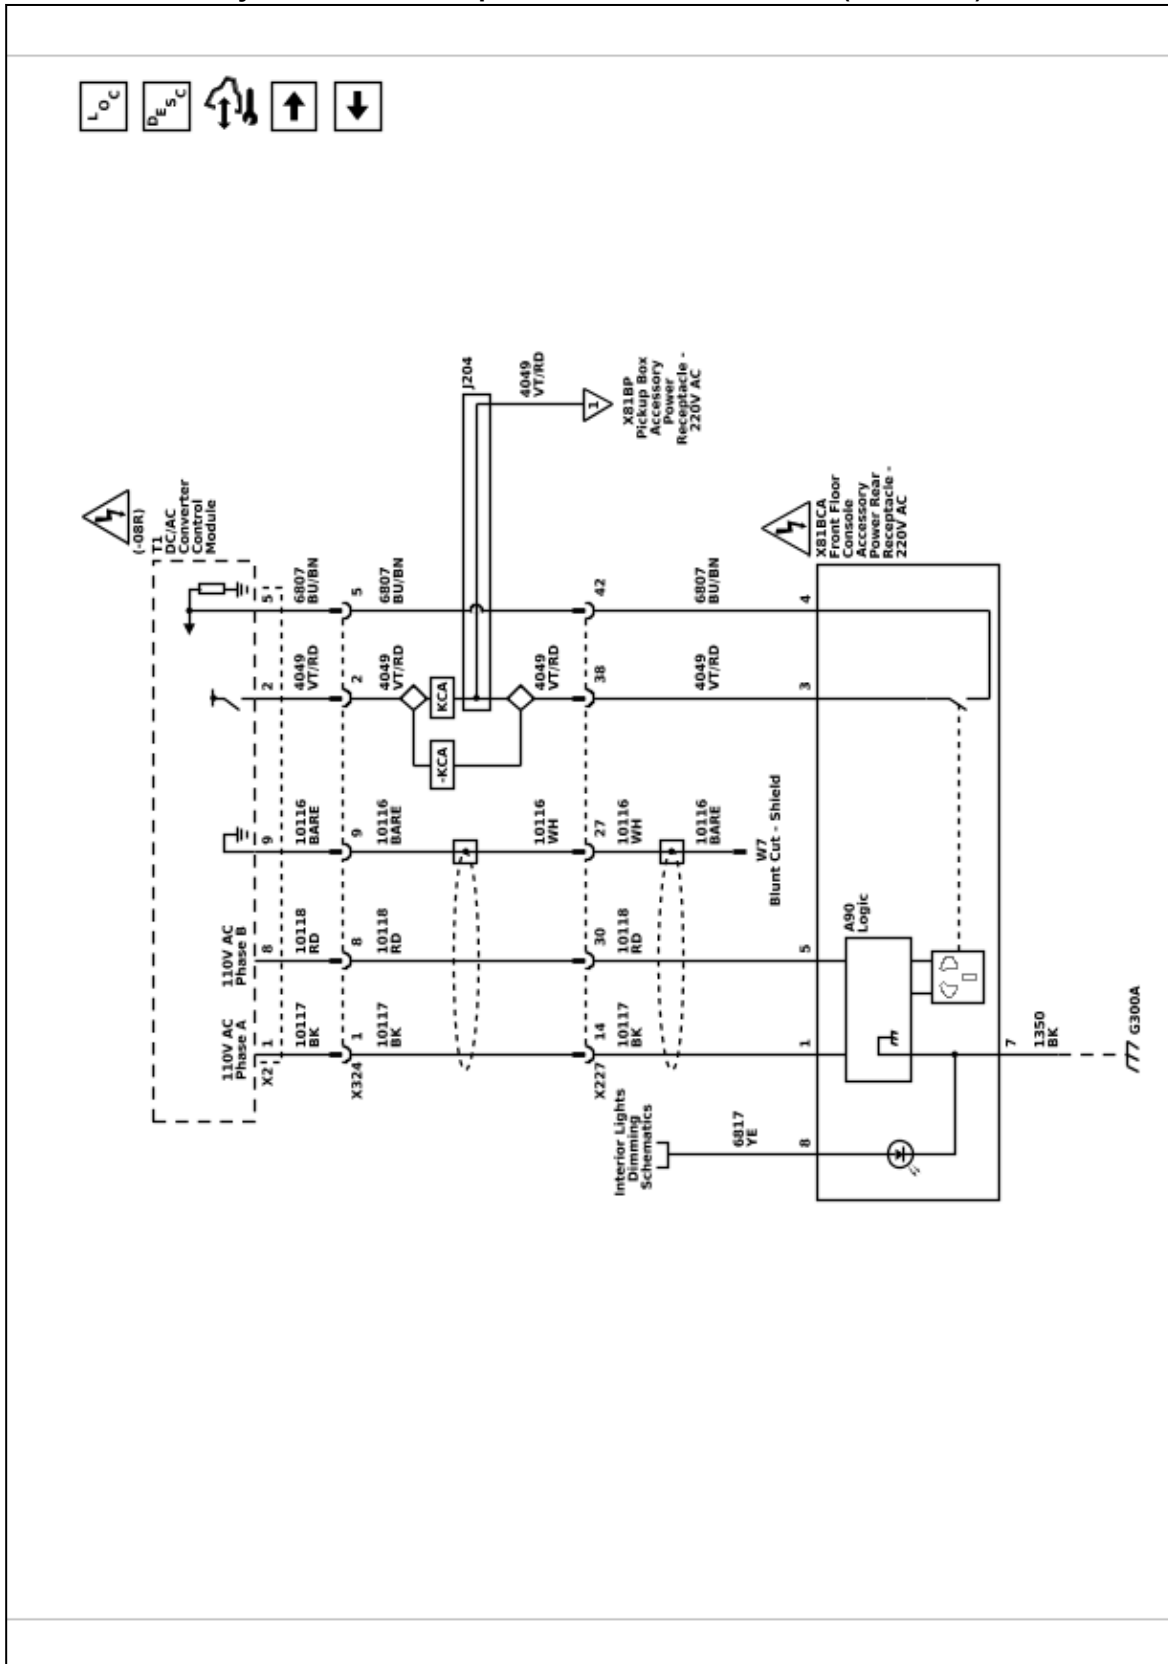 LOC
DESC
J204
4049
VT/RD
1
X81BP
Pickup Box
Accessory
Power
Receptacle -
220V AC
(-08R)
T1
DC/AC
Converter
Control
Module
X81BCA
Front Floor
Console
Accessory
Power Rear
Receptacle -
220V AC
5
6807
BU/BN
5
6807
BU/BN
42
6807
BU/BN
4
2
4049
VT/RD
2
4049
VT/RD
KCA
-KCA
4049
VT/RD
38
4049
VT/RD
3
9
10116
BARE
9
10116
BARE
10116
WH
27
10116
WH
10116
BARE
W7
Blunt Cut - Shield
110V AC
Phase B
8
10118
RD
8
10118
RD
30
10118
RD
5
A90
Logic
110V AC
Phase A
X2
1
10117
BK
1
X324
10117
BK
14
X227
10117
BK
1
7
1350
BK
G300A
Interior Lights
Dimming
Schematics
6817
YE
8